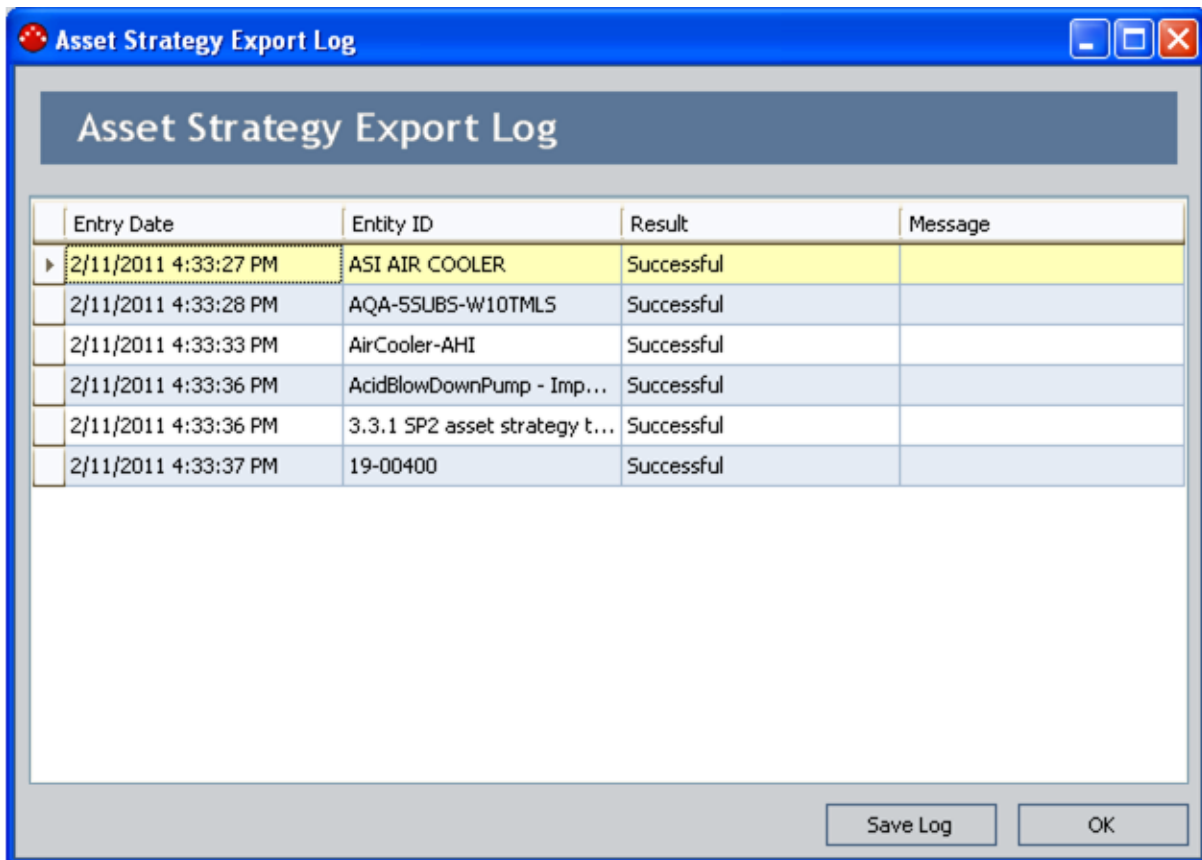 Asset Strategy Export Log
Asset Strategy Export Log
Entry Date Entity ID Result Message
2/11/2011 4:33:27 PM ASI AIR COOLER Successful
2/11/2011 4:33:28 PM AQA-5SUBS-W10TMLS Successful
2/11/2011 4:33:33 PM AirCooler-AHI Successful
2/11/2011 4:33:36 PM AcidBlowDownPump - Imp... Successful
2/11/2011 4:33:36 PM 3.3.1 SP2 asset strategy t... Successful
2/11/2011 4:33:37 PM 19-00400 Successful
Save Log OK